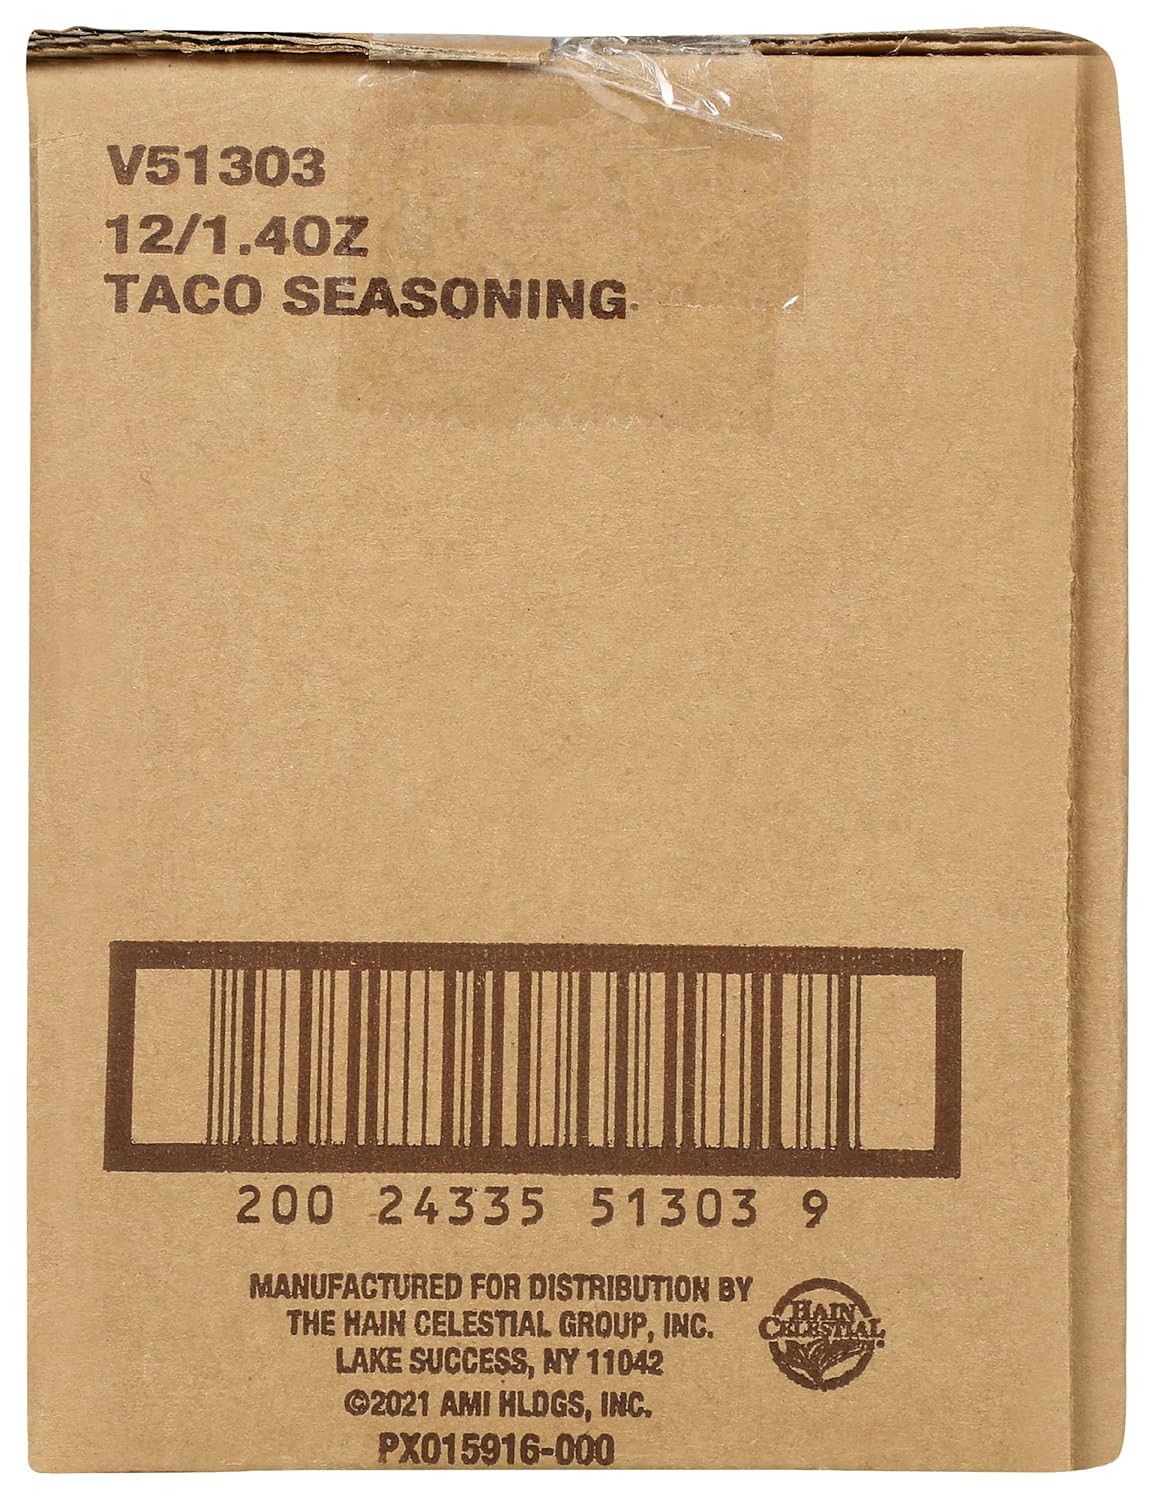 V51303
12/1.4OZ
TACO SEASONING
200 24335 51303 9
MANUFACTURED FOR DISTRIBUTION BY
THE HAIN CELESTIAL GROUP, INC.
LAKE SUCCESS, NY 11042
©2021 AMI HLDGS, INC.
PX015916-000
HAIN
CELESTIAL®